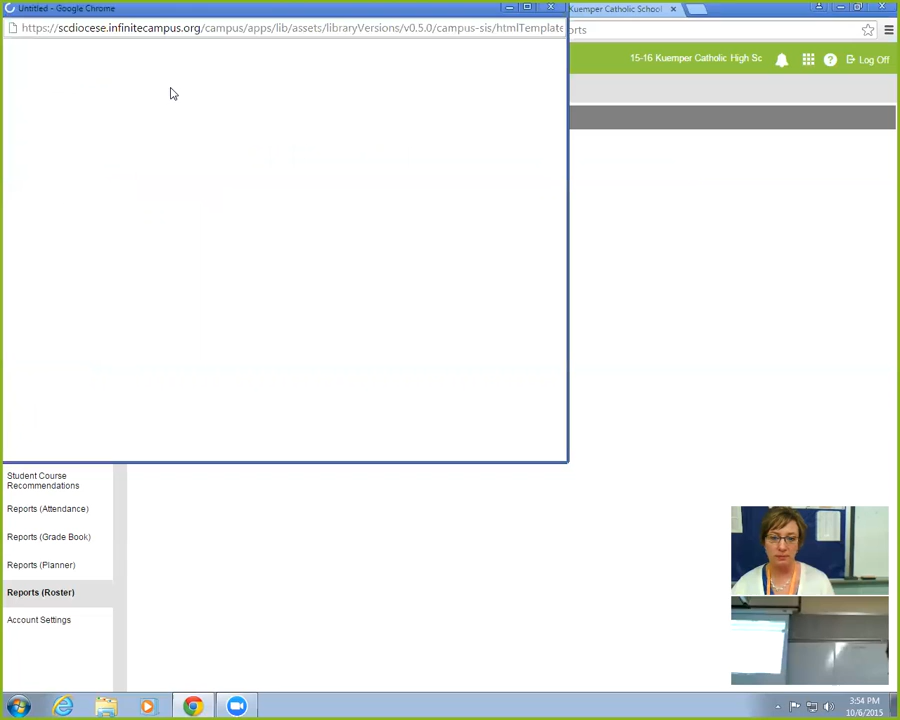 Untitled - Google Chrome
Kuemper Catholic School
https://scdiocese.infinitecampus.org/campus/apps/lib/assets/libraryVersions/v0.5.0/campus-sis/htmlTemplate
rts
15-16 Kuemper Catholic High Sc
Log Off
Student Course
Recommendations
Reports (Attendance)
Reports (Grade Book)
Reports (Planner)
Reports (Roster)
Account Settings
3:54 PM
10/6/2015